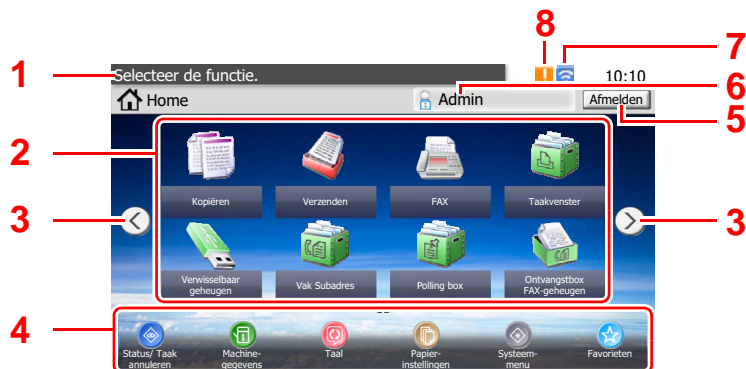 8
7
1
Selecteer de functie.
10:10
6
Home
Admin
Afmelden
5
2
Kopiëren
Verzenden
FAX
Taakvenster
3
3
Verwisselbaar
geheugen
Vak Subadres
Polling box
Ontvangstbox
FAX-geheugen
4
Status/ Taak
annuleren
Machine-
gegevens
Taal
Papier-
instellingen
Systeem-
menu
Favorieten